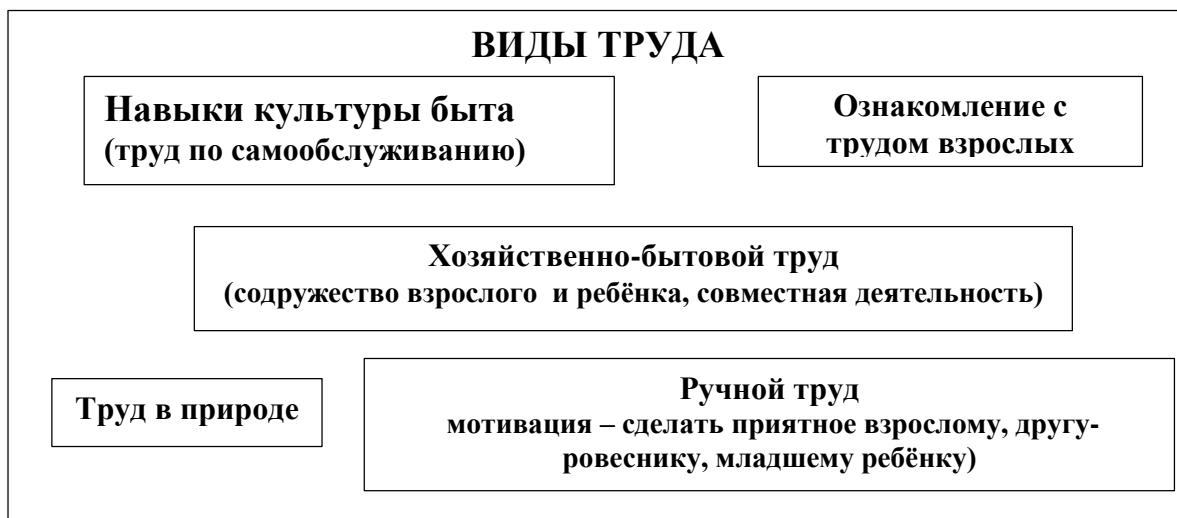 ВИДЫ ТРУДА
Навыки культуры быта
(труд по самообслуживанию)
Ознакомление с
трудом взрослых
Хозяйственно-бытовой труд
(содружество взрослого и ребёнка, совместная деятельность)
Труд в природе
Ручной труд
мотивация – сделать приятное взрослому, другу-
ровеснику, младшему ребёнку)